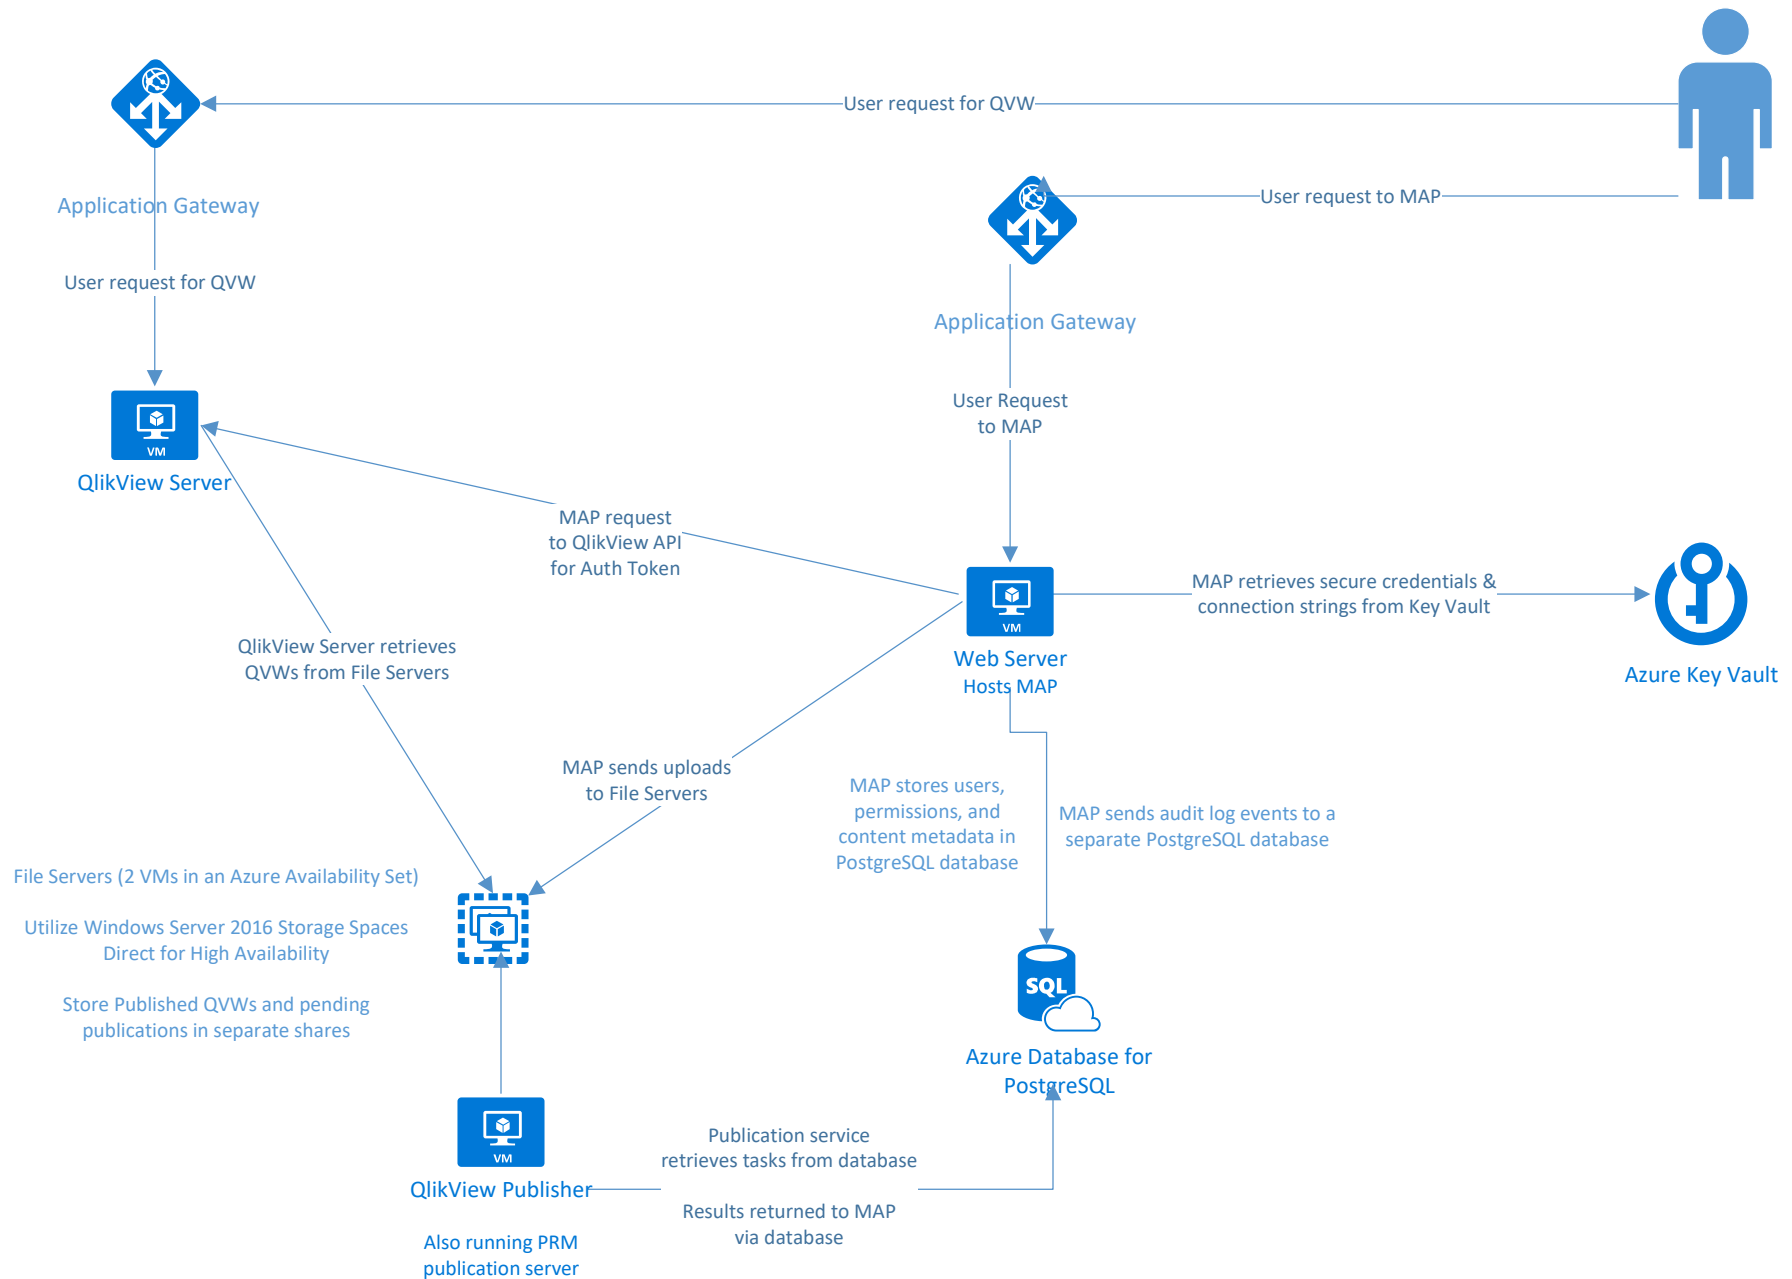 User request for QVW
User request to MAP
Application Gateway
User request for QVW
Application Gateway
User Request
to MAP
VM
QlikView Server
MAP request
to QlikView API
for Auth Token
MAP retrieves secure credentials &
connection strings from Key Vault
VM
Web Server
Hosts MAP
Azure Key Vault
QlikView Server retrieves
QVWs from File Servers
MAP sends uploads
to File Servers
MAP stores users,
permissions, and
content metadata in
PostgreSQL database
MAP sends audit log events to a
separate PostgreSQL database
File Servers (2 VMs in an Azure Availability Set)
Utilize Windows Server 2016 Storage Spaces
Direct for High Availability
Store Published QVWs and pending
publications in separate shares
SQL
Azure Database for
PostgreSQL
VM
QlikView Publisher
Also running PRM
publication server
Publication service
retrieves tasks from database
Results returned to MAP
via database